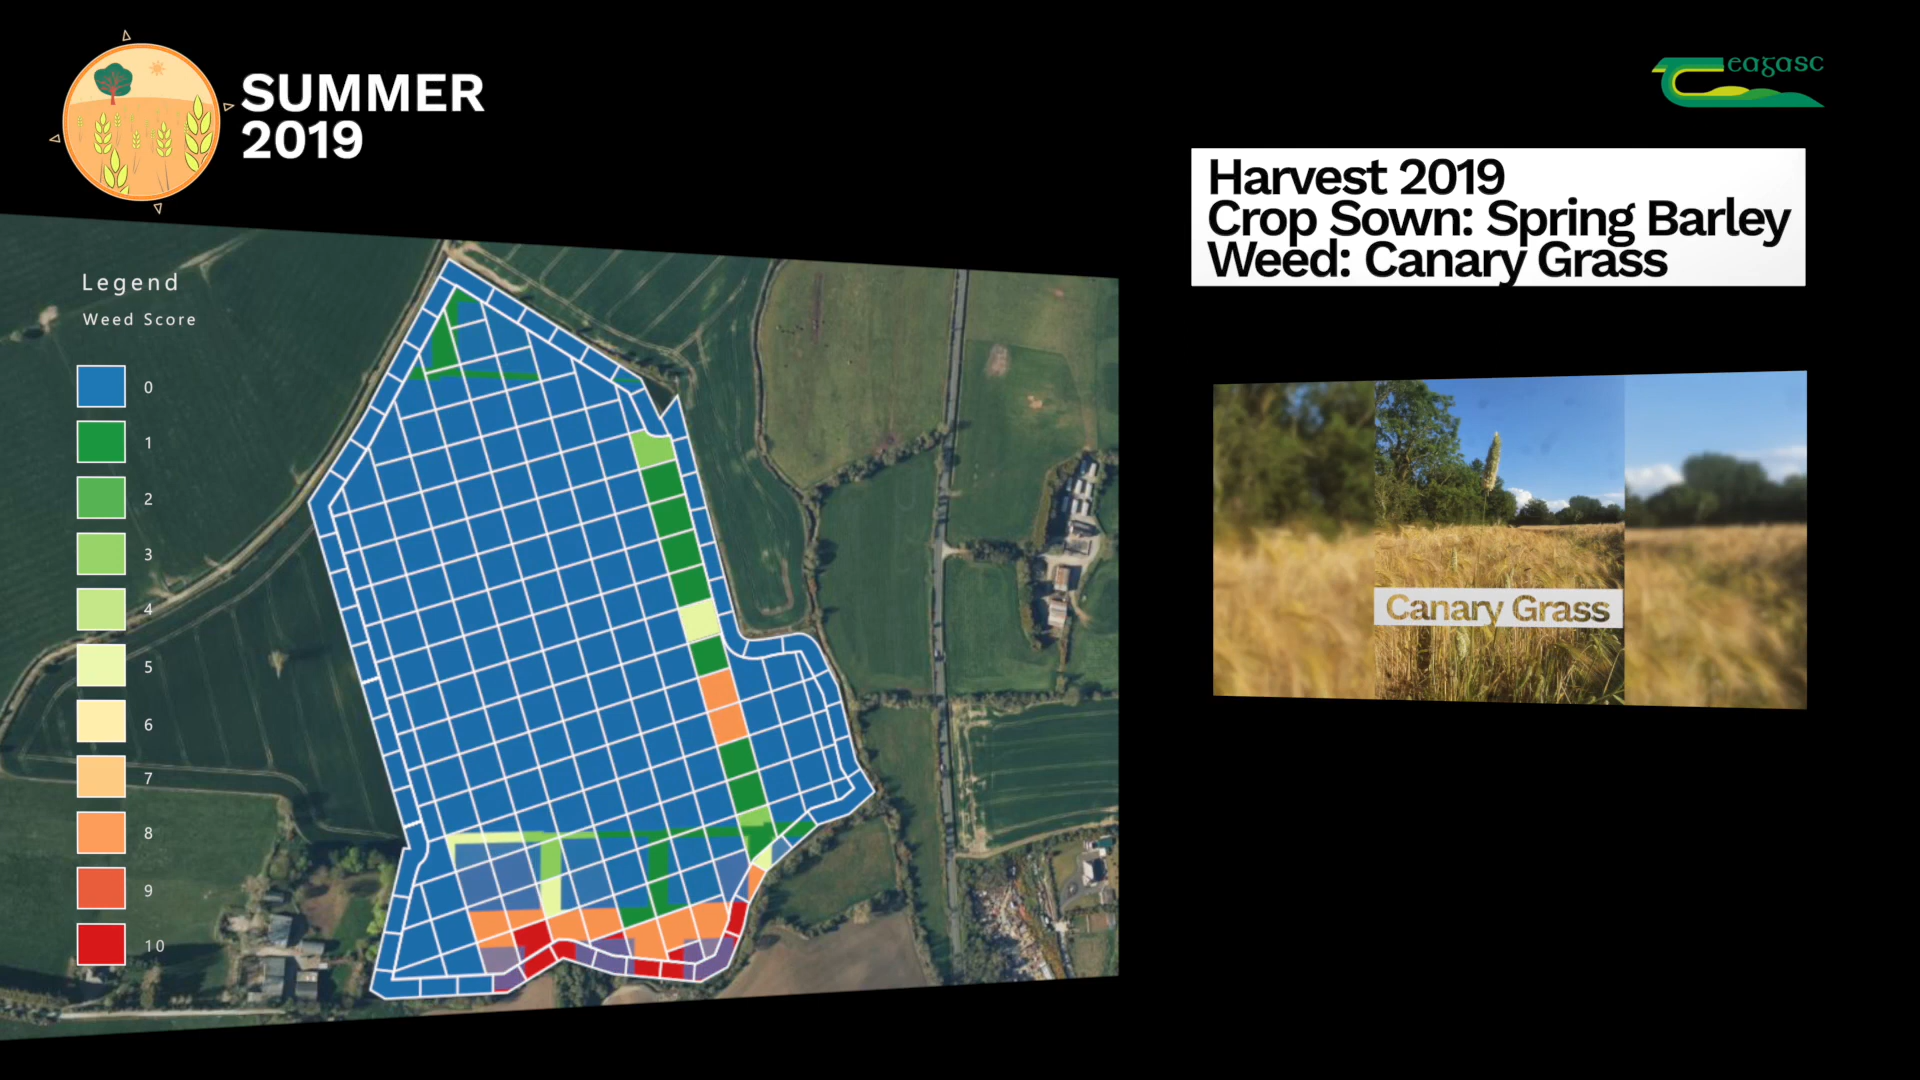 SUMMER
2019
eagasc
Harvest 2019
Crop Sown: Spring Barley
Weed: Canary Grass
Legend
Weed Score
0
1
2
3
4
5
6
7
8
9
10
Canary Grass